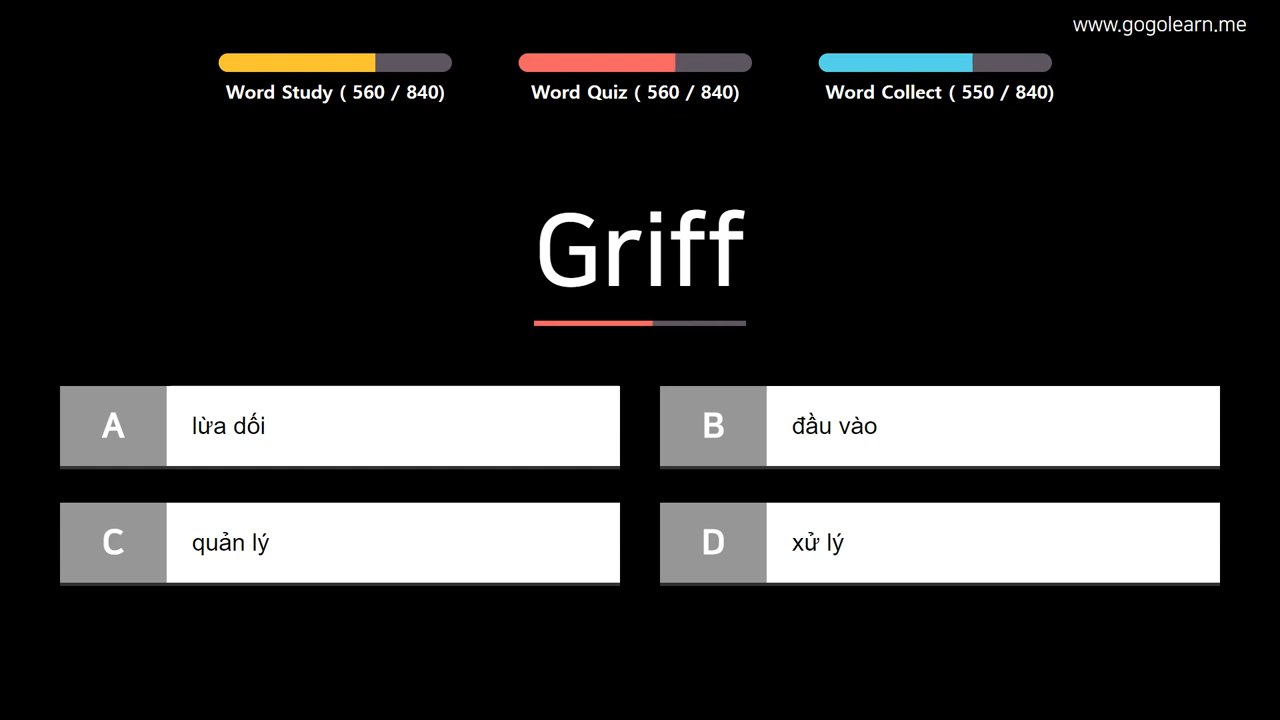 www.gogolearn.me
Word Study ( 560 / 840)
Word Quiz ( 560 / 840)
Word Collect ( 550 / 840)
Griff
A
lừa dối
B
đầu vào
C
quản lý
D
xử lý